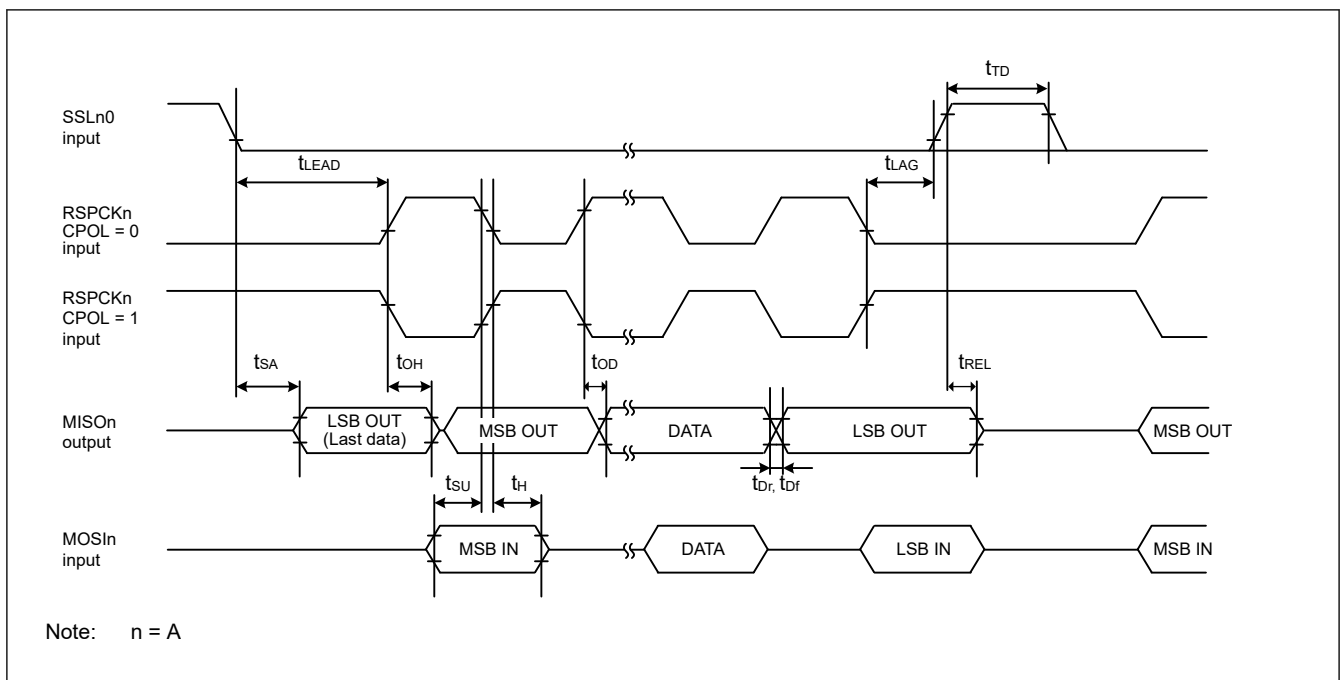 tTD
SSLn0
input
tLEAD
tLAG
RSPCKn
CPOL = 0
input
RSPCKn
CPOL = 1
input
tSA
tOH
tOD
tREL
MISOn
output
LSB OUT
(Last data)
MSB OUT
DATA
LSB OUT
MSB OUT
tSU
tH
tDr, tDf
MOSIn
input
MSB IN
DATA
LSB IN
MSB IN
Note: n = A